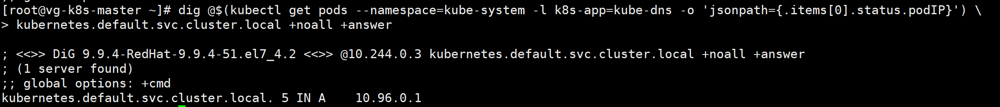 [root@vg-k8s-master ~]# dig @$(kubectl get pods --namespace=kube-system -l k8s-app=kube-dns -o 'jsonpath={.items[0].status.podIP}') \
> kubernetes.default.svc.cluster.local +noall +answer
; <<>> DiG 9.9.4-RedHat-9.9.4-51.el7_4.2 <<>> @10.244.0.3 kubernetes.default.svc.cluster.local +noall +answer
; (1 server found)
;; global options: +cmd
kubernetes.default.svc.cluster.local. 5 IN A    10.96.0.1